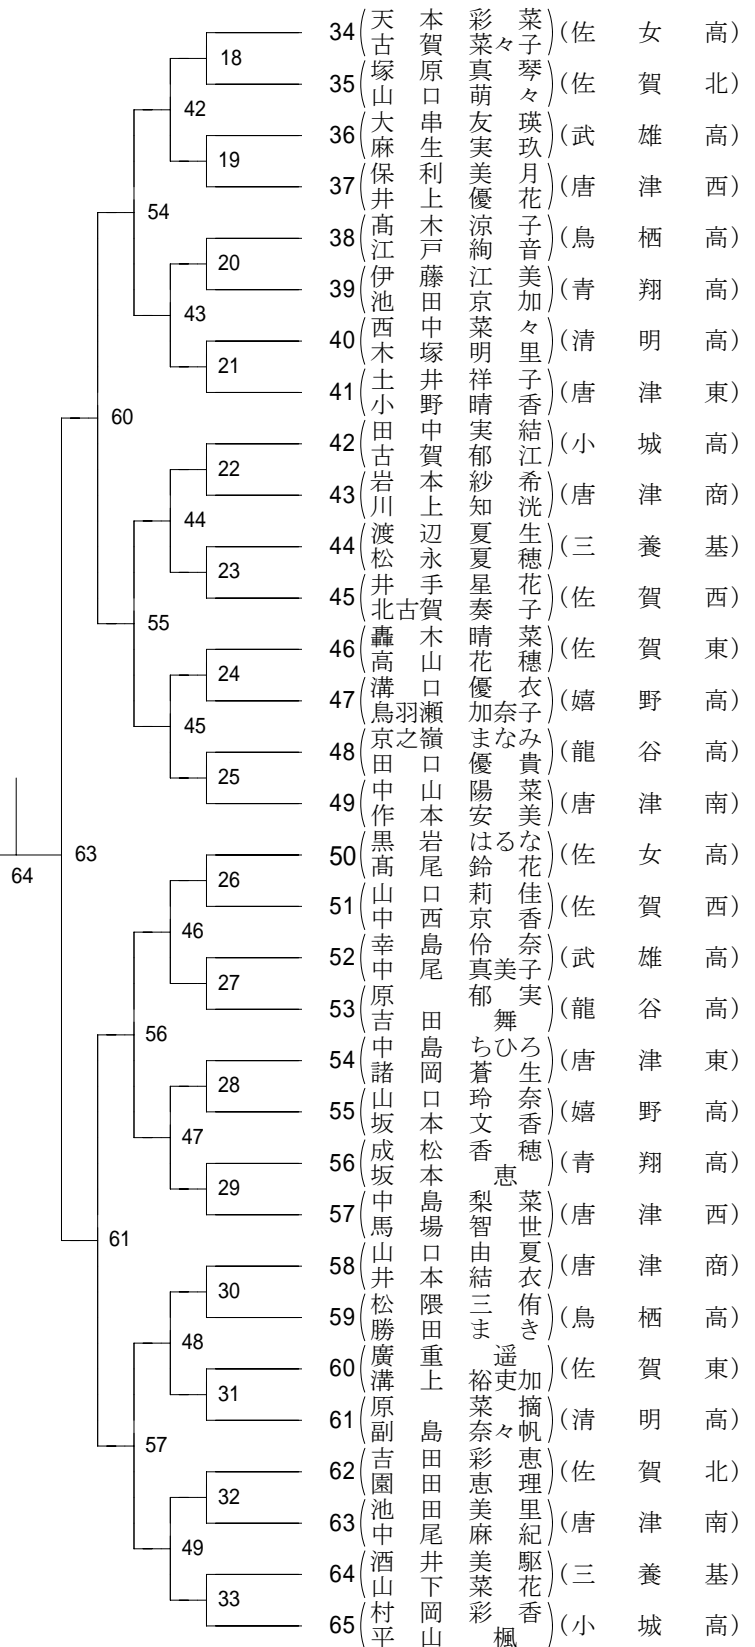 34 (天本彩菜 古賀菜々子) (佐女高)
18
35 (塚原真琴 山口萌々) (佐賀北)
42
36 (大串友瑛 麻生実玖) (武雄高)
19
37 (保利美月 井上優花) (唐津西)
54
38 (髙木涼子 江戸絢音) (鳥栖高)
20
39 (伊藤江美 池田京加) (青翔高)
43
40 (西中菜々 木塚明里) (清明高)
21
41 (土井祥子 小野晴香) (唐津東)
60
42 (田中実結 古賀郁江) (小城高)
22
43 (岩本紗希 川上知洸) (唐津商)
44
44 (渡辺夏生 松永夏穂) (三養基)
23
45 (井手星花 北古賀奏子) (佐賀西)
55
46 (轟木晴菜 高山花穂) (佐賀東)
24
47 (溝口優衣 鳥羽瀬加奈子) (嬉野高)
45
48 (京之嶺まなみ 田口優貴) (龍谷高)
25
49 (中山陽菜 作本安美) (唐津南)
63
64
50 (黒岩はるな 髙尾鈴花) (佐女高)
26
51 (山口莉佳 中西京香) (佐賀西)
46
52 (幸島伶奈 中尾真美子) (武雄高)
27
53 (原郁実 吉田舞) (龍谷高)
56
54 (中島ちひろ 諸岡蒼生) (唐津東)
28
55 (山口玲奈 坂本文香) (嬉野高)
47
56 (成松香穂 坂本恵) (青翔高)
29
57 (中島梨菜 馬場智世) (唐津西)
61
58 (山口由夏 井本結衣) (唐津商)
30
59 (松隈三侑 勝田まき) (鳥栖高)
48
60 (廣重遥 溝上裕吏加) (佐賀東)
31
61 (原菜摘 副島奈々帆) (清明高)
57
62 (吉田彩恵 園田恵理) (佐賀北)
32
63 (池田美里 中尾麻紀) (唐津南)
49
64 (酒井美駆 山下菜花) (三養基)
33
65 (村岡彩香 平山楓) (小城高)